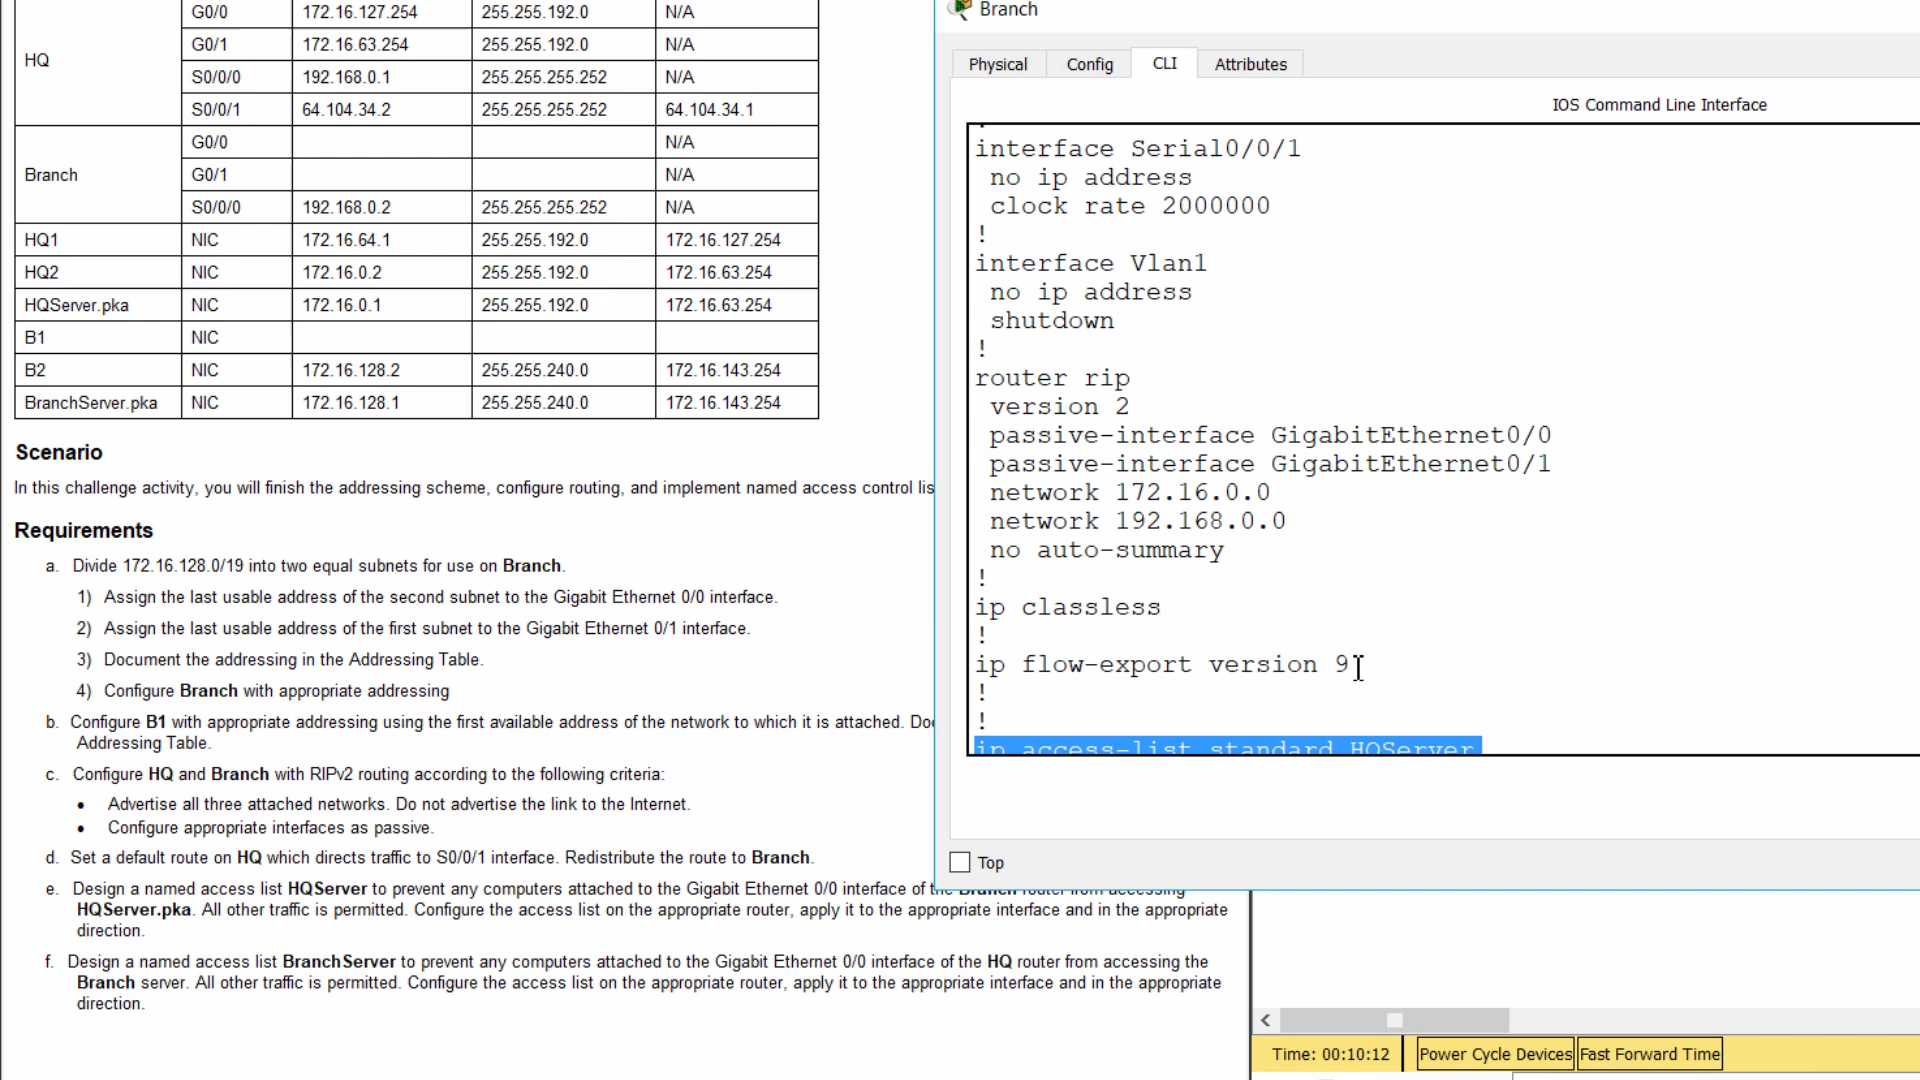 HQ
G0/0 172.16.127.254 255.255.192.0 N/A
G0/1 172.16.63.254 255.255.192.0 N/A
S0/0/0 192.168.0.1 255.255.255.252 N/A
S0/0/1 64.104.34.2 255.255.255.252 64.104.34.1
Branch
G0/0 N/A
G0/1 N/A
S0/0/0 192.168.0.2 255.255.255.252 N/A
HQ1 NIC 172.16.64.1 255.255.192.0 172.16.127.254
HQ2 NIC 172.16.0.2 255.255.192.0 172.16.63.254
HQServer.pka NIC 172.16.0.1 255.255.192.0 172.16.63.254
B1 NIC
B2 NIC 172.16.128.2 255.255.240.0 172.16.143.254
BranchServer.pka NIC 172.16.128.1 255.255.240.0 172.16.143.254
Scenario
In this challenge activity, you will finish the addressing scheme, configure routing, and implement named access control lis
Requirements
a. Divide 172.16.128.0/19 into two equal subnets for use on Branch.
1) Assign the last usable address of the second subnet to the Gigabit Ethernet 0/0 interface.
2) Assign the last usable address of the first subnet to the Gigabit Ethernet 0/1 interface.
3) Document the addressing in the Addressing Table.
4) Configure Branch with appropriate addressing
b. Configure B1 with appropriate addressing using the first available address of the network to which it is attached. Do
Addressing Table.
c. Configure HQ and Branch with RIPv2 routing according to the following criteria:
• Advertise all three attached networks. Do not advertise the link to the Internet.
• Configure appropriate interfaces as passive.
d. Set a default route on HQ which directs traffic to S0/0/1 interface. Redistribute the route to Branch.
e. Design a named access list HQServer to prevent any computers attached to the Gigabit Ethernet 0/0 interface of the Branch router from accessing
HQServer.pka. All other traffic is permitted. Configure the access list on the appropriate router, apply it to the appropriate interface and in the appropriate
direction.
f. Design a named access list BranchServer to prevent any computers attached to the Gigabit Ethernet 0/0 interface of the HQ router from accessing the
Branch server. All other traffic is permitted. Configure the access list on the appropriate router, apply it to the appropriate interface and in the appropriate
direction.
Branch
Physical Config CLI Attributes
IOS Command Line Interface
!
interface Serial0/0/1
no ip address
clock rate 2000000
!
interface Vlan1
no ip address
shutdown
!
router rip
version 2
passive-interface GigabitEthernet0/0
passive-interface GigabitEthernet0/1
network 172.16.0.0
network 192.168.0.0
no auto-summary
!
ip classless
!
ip flow-export version 9
!
!
ip access-list standard HQServer
Top
<
Time: 00:10:12 Power Cycle Devices Fast Forward Time